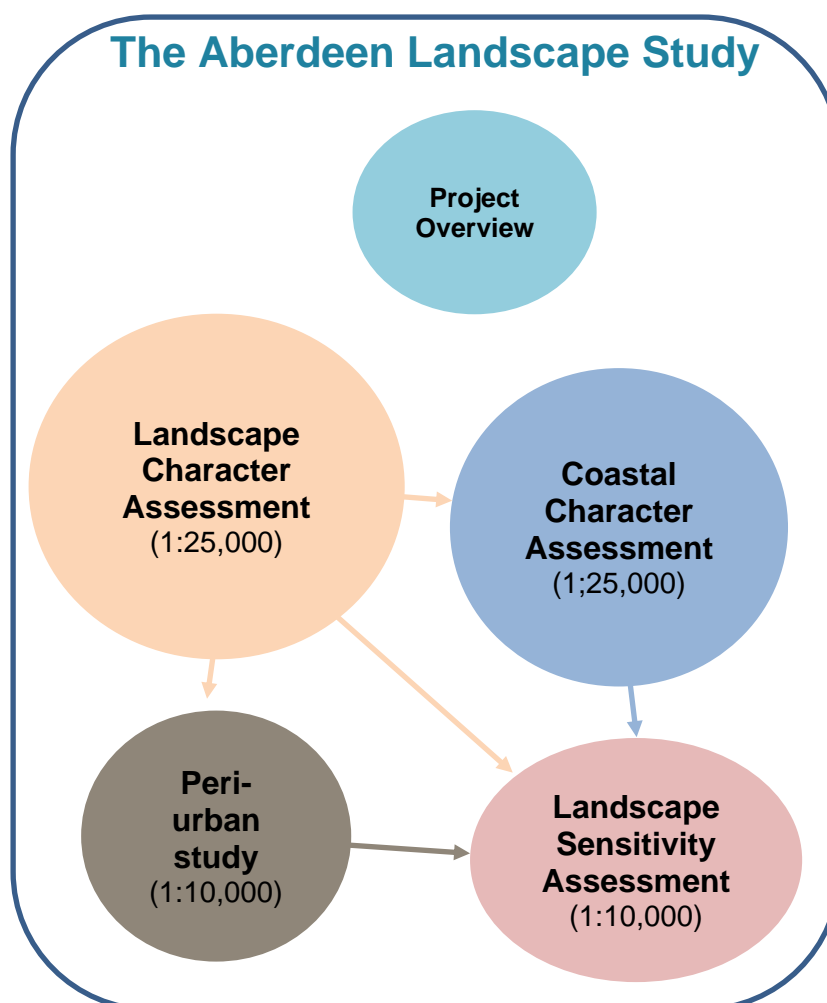 The Aberdeen Landscape Study
Project
Overview
Landscape
Character
Assessment
(1:25,000)
Coastal
Character
Assessment
(1;25,000)
Peri-
urban
study
(1:10,000)
Landscape
Sensitivity
Assessment
(1:10,000)